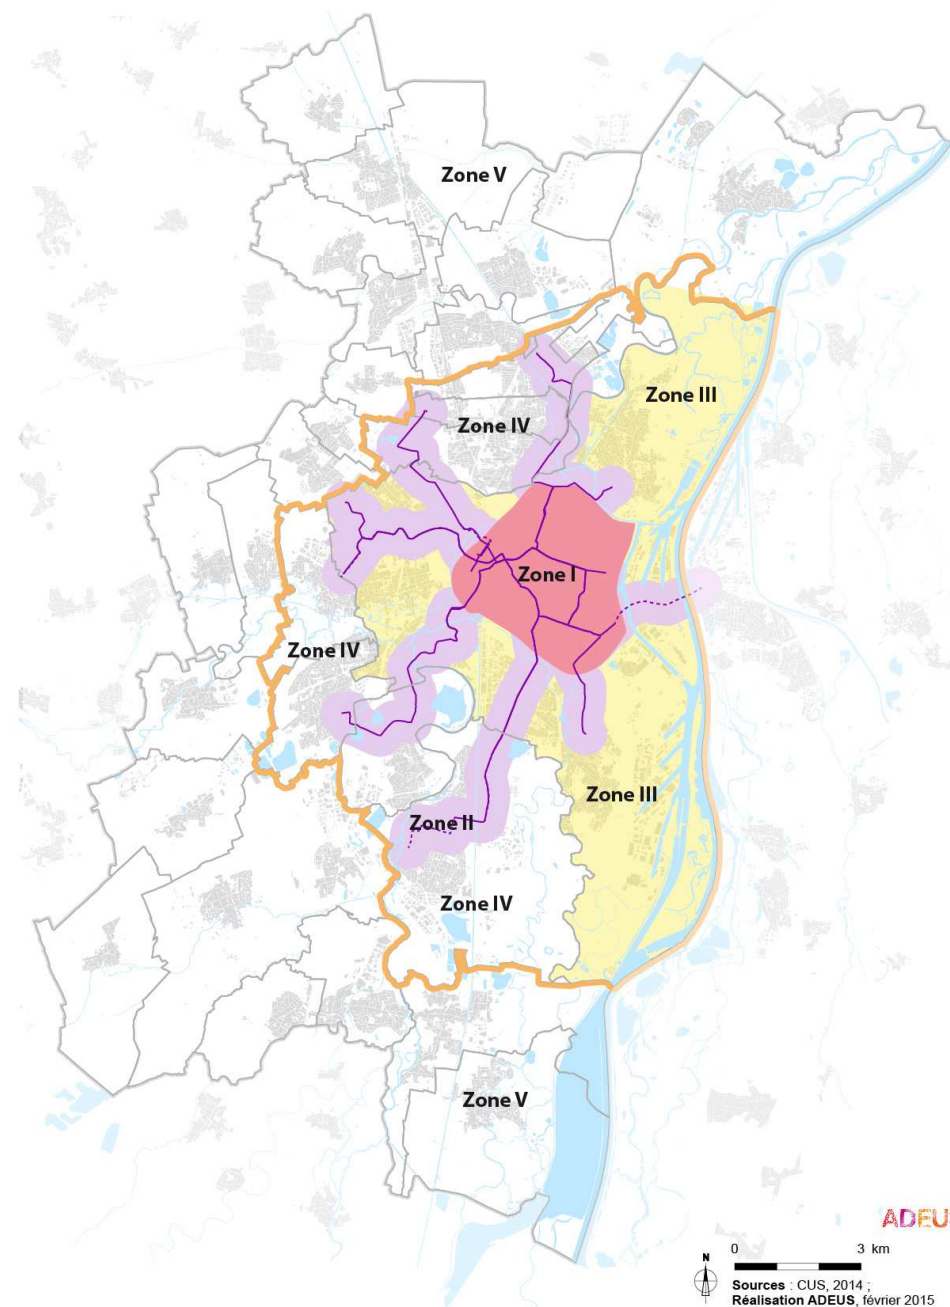 Zone V
Zone III
Zone IV
Zone I
Zone IV
Zone III
Zone II
Zone IV
Zone V
ADEU
0 3 km
N
Sources : CUS, 2014 ;
Réalisation ADEUS, février 2015